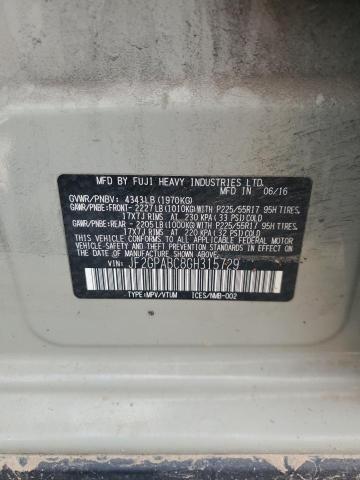 MFD BY FUJI HEAVY INDUSTRIES LTD.
MFD IN 06/16
GVWR/PNBV: 4343LB(1970KG)
GAWR/PNBE:FRONT-2227LB(1010KG)WITH P225/55R17 95H TIRES,
17X7J RIMS AT 230 KPA(33 PSI)COLD
GAWR/PNBE:REAR -2205LB(1000KG)WITH P225/55R17 95H TIRES,
17X7J RIMS AT 220 KPA(32 PSI)COLD
THIS VEHICLE CONFORMS TO ALL APPLICABLE FEDERAL MOTOR VEHICLE SAFETY
STANDARDS IN EFFECT ON THE DATE OF MANUFACTURE SHOWN ABOVE.
JF2GPABC8GH315729
TYPE:MPV/VTUM ICES/NMB-002